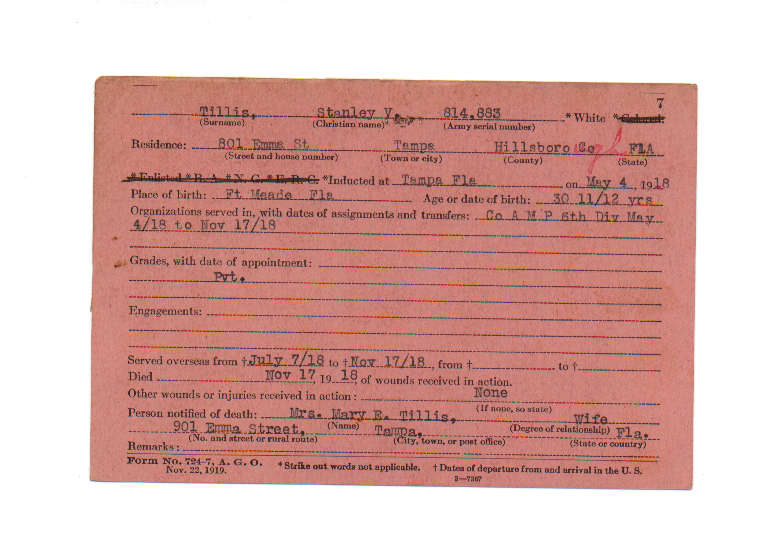 7
Tillis, Stanley V. 814,883 * White * Colored.
(Surname) (Christian name) (Army serial number)
Residence: 801 Emma St Tampa Hillsboro Co FLA
(Street and house number) (Town or city) (County) (State)
* Enlisted * R. A. * N. G. * E. R. C. * Inducted at Tampa Fla on May 4, 1918
Place of birth: Ft Meade Fla Age or date of birth: 30 11/12 yrs
Organizations served in, with dates of assignments and transfers: Co A M P 6th Div May
4/18 to Nov 17/18
Grades, with date of appointment:
Pvt.
Engagements:
Served overseas from † July 7/18 to † Nov 17/18, from † to †
Died Nov 17, 19 18, of wounds received in action.
Other wounds or injuries received in action: None
(If none, so state)
Person notified of death: Mrs. Mary E. Tillis, Wife
(Name) (Degree of relationship)
901 Emma Street, Tampa, Fla.
(No. and street or rural route) (City, town, or post office) (State or country)
Remarks:
Form No. 724-7, A. G. O. * Strike out words not applicable. † Dates of departure from and arrival in the U. S.
Nov. 22, 1919. 3—7367